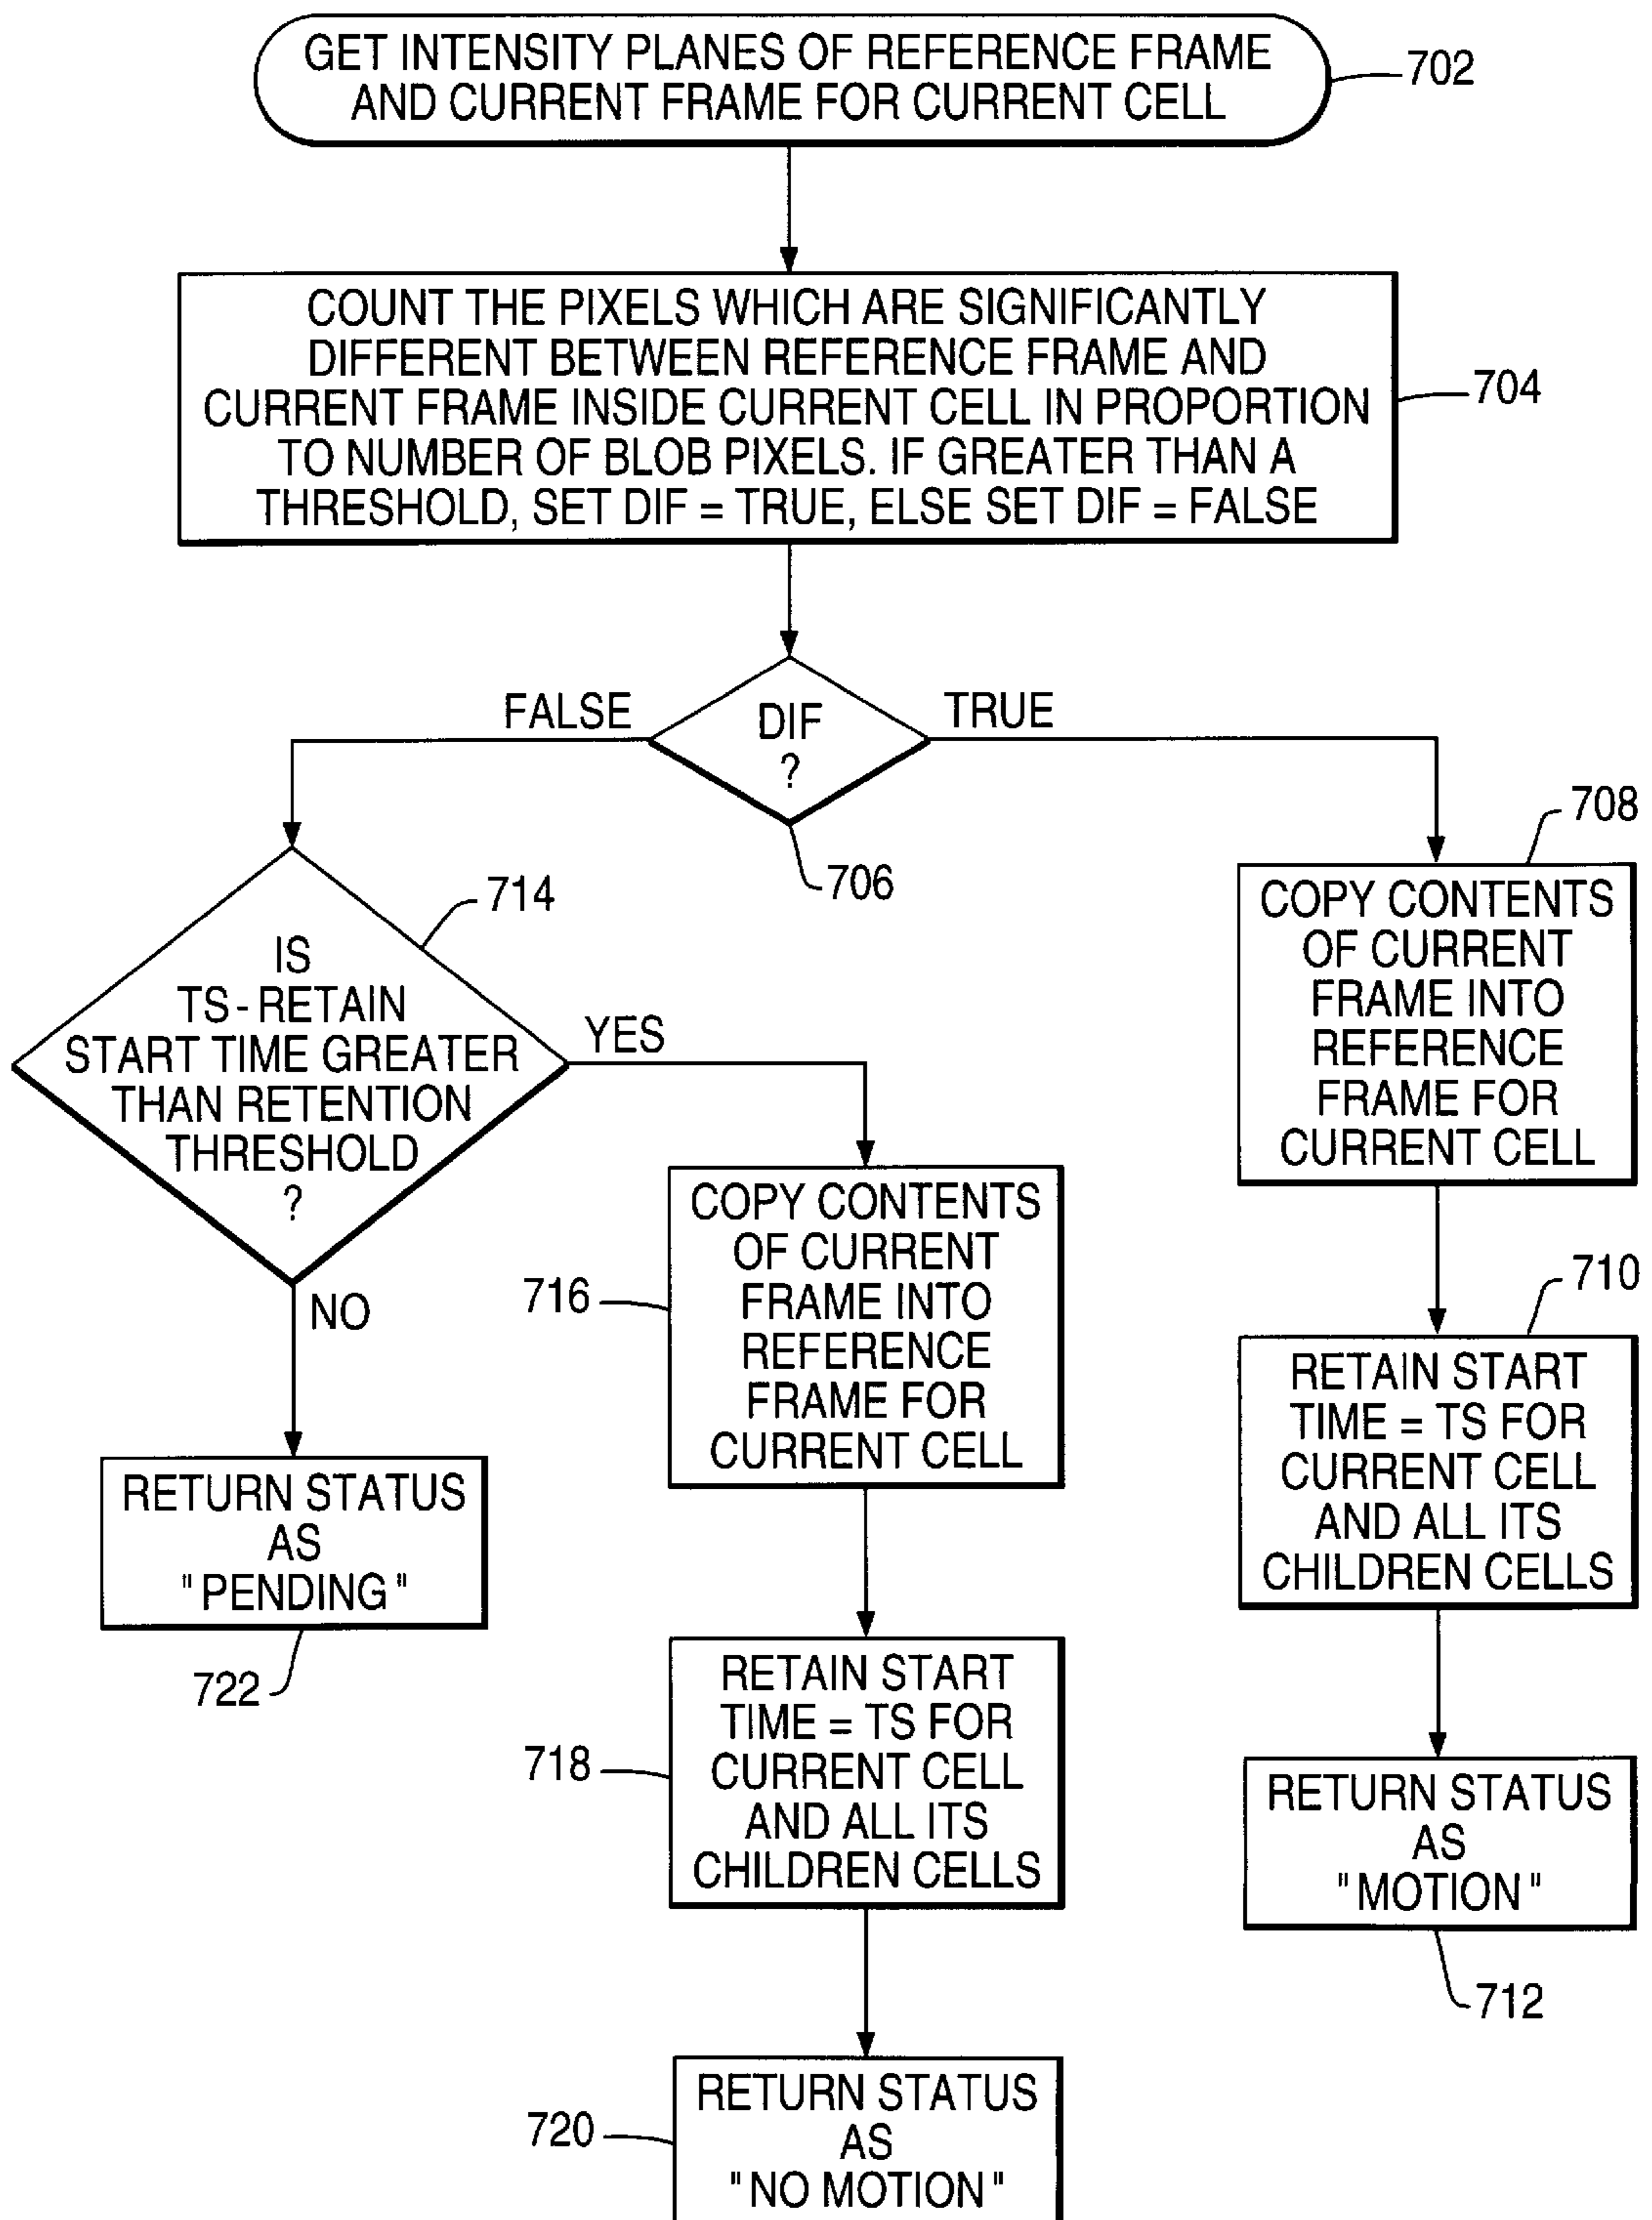 GET INTENSITY PLANES OF REFERENCE FRAME
AND CURRENT FRAME FOR CURRENT CELL
702
COUNT THE PIXELS WHICH ARE SIGNIFICANTLY
DIFFERENT BETWEEN REFERENCE FRAME AND
CURRENT FRAME INSIDE CURRENT CELL IN PROPORTION
TO NUMBER OF BLOB PIXELS. IF GREATER THAN A
THRESHOLD, SET DIF = TRUE, ELSE SET DIF = FALSE
704
FALSE
DIF
?
TRUE
706
714
IS
TS-RETAIN
START TIME GREATER
THAN RETENTION
THRESHOLD
?
YES
NO
708
COPY CONTENTS
OF CURRENT
FRAME INTO
REFERENCE
FRAME FOR
CURRENT CELL
716
COPY CONTENTS
OF CURRENT
FRAME INTO
REFERENCE
FRAME FOR
CURRENT CELL
710
RETAIN START
TIME = TS FOR
CURRENT CELL
AND ALL ITS
CHILDREN CELLS
RETURN STATUS
AS
"PENDING"
722
718
RETAIN START
TIME = TS FOR
CURRENT CELL
AND ALL ITS
CHILDREN CELLS
RETURN STATUS
AS
"MOTION"
712
720
RETURN STATUS
AS
"NO MOTION"